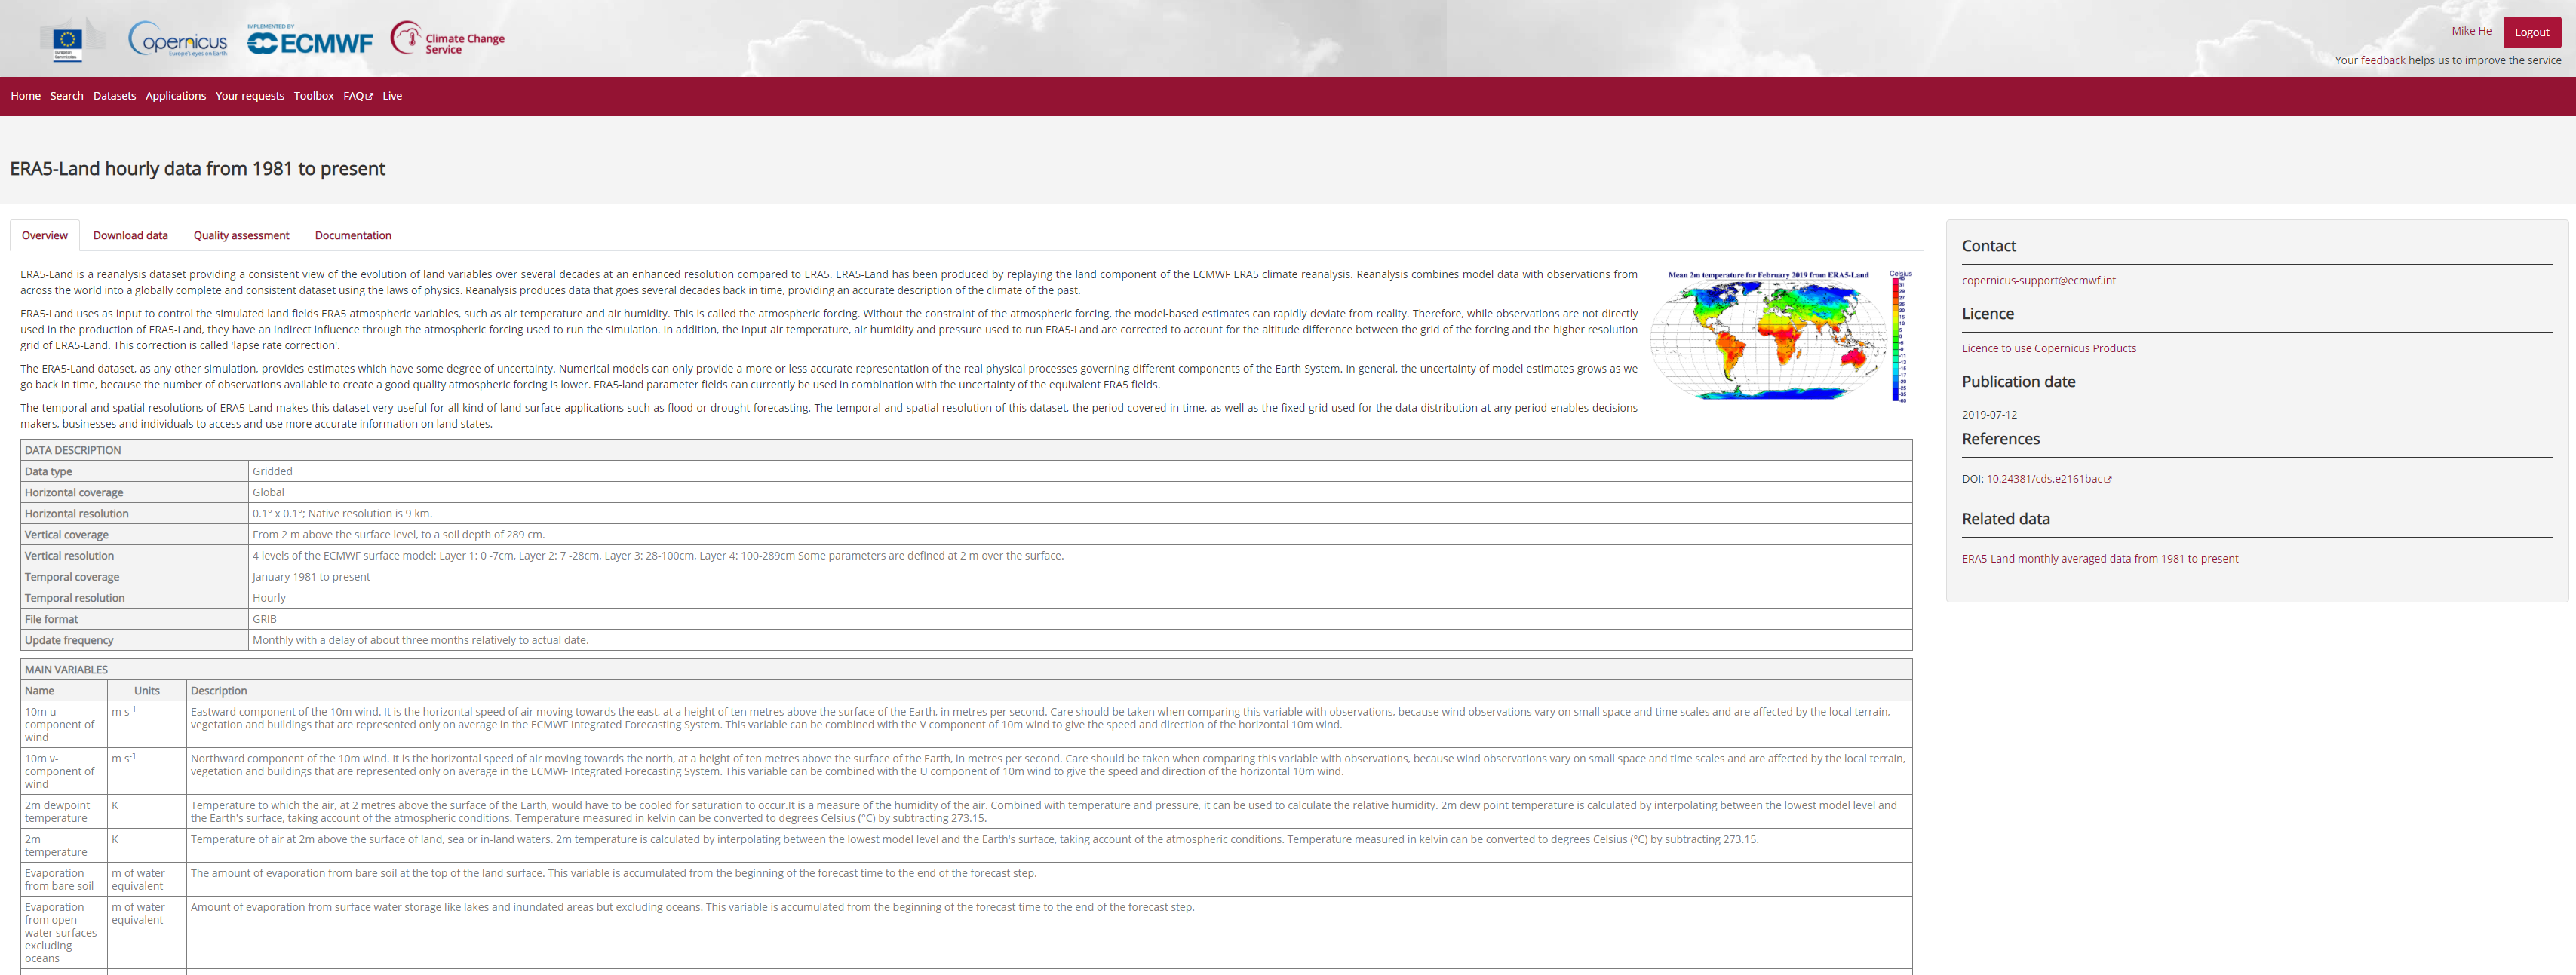 European
Commission
opernicus
Europe's eyes on Earth
IMPLEMENTED BY
ECMWF
Climate Change
Service
Mike He
Logout
Your feedback helps us to improve the service
Home Search Datasets Applications Your requests Toolbox FAQ Live
ERA5-Land hourly data from 1981 to present
Overview Download data Quality assessment Documentation
ERA5-Land is a reanalysis dataset providing a consistent view of the evolution of land variables over several decades at an enhanced resolution compared to ERA5. ERA5-Land has been produced by replaying the land component of the ECMWF ERA5 climate reanalysis. Reanalysis combines model data with observations from
across the world into a globally complete and consistent dataset using the laws of physics. Reanalysis produces data that goes several decades back in time, providing an accurate description of the climate of the past.
ERA5-Land uses as input to control the simulated land fields ERA5 atmospheric variables, such as air temperature and air humidity. This is called the atmospheric forcing. Without the constraint of the atmospheric forcing, the model-based estimates can rapidly deviate from reality. Therefore, while observations are not directly
used in the production of ERA5-Land, they have an indirect influence through the atmospheric forcing used to run the simulation. In addition, the input air temperature, air humidity and pressure used to run ERA5-Land are corrected to account for the altitude difference between the grid of the forcing and the higher resolution
grid of ERA5-Land. This correction is called 'lapse rate correction'.
The ERA5-Land dataset, as any other simulation, provides estimates which have some degree of uncertainty. Numerical models can only provide a more or less accurate representation of the real physical processes governing different components of the Earth System. In general, the uncertainty of model estimates grows as we
go back in time, because the number of observations available to create a good quality atmospheric forcing is lower. ERA5-land parameter fields can currently be used in combination with the uncertainty of the equivalent ERA5 fields.
The temporal and spatial resolutions of ERA5-Land makes this dataset very useful for all kind of land surface applications such as flood or drought forecasting. The temporal and spatial resolution of this dataset, the period covered in time, as well as the fixed grid used for the data distribution at any period enables decisions
makers, businesses and individuals to access and use more accurate information on land states.
Mean 2m temperature for February 2019 from ERA5-Land
Celsius
DATA DESCRIPTION
Data type Gridded
Horizontal coverage Global
Horizontal resolution 0.1° x 0.1°; Native resolution is 9 km.
Vertical coverage From 2 m above the surface level, to a soil depth of 289 cm.
Vertical resolution 4 levels of the ECMWF surface model: Layer 1: 0 -7cm, Layer 2: 7 -28cm, Layer 3: 28-100cm, Layer 4: 100-289cm Some parameters are defined at 2 m over the surface.
Temporal coverage January 1981 to present
Temporal resolution Hourly
File format GRIB
Update frequency Monthly with a delay of about three months relatively to actual date.
MAIN VARIABLES
Name Units Description
10m u-
component of
wind
m s-1
Eastward component of the 10m wind. It is the horizontal speed of air moving towards the east, at a height of ten metres above the surface of the Earth, in metres per second. Care should be taken when comparing this variable with observations, because wind observations vary on small space and time scales and are affected by the local terrain,
vegetation and buildings that are represented only on average in the ECMWF Integrated Forecasting System. This variable can be combined with the V component of 10m wind to give the speed and direction of the horizontal 10m wind.
10m v-
component of
wind
m s-1
Northward component of the 10m wind. It is the horizontal speed of air moving towards the north, at a height of ten metres above the surface of the Earth, in metres per second. Care should be taken when comparing this variable with observations, because wind observations vary on small space and time scales and are affected by the local terrain,
vegetation and buildings that are represented only on average in the ECMWF Integrated Forecasting System. This variable can be combined with the U component of 10m wind to give the speed and direction of the horizontal 10m wind.
2m dewpoint
temperature
K
Temperature to which the air, at 2 metres above the surface of the Earth, would have to be cooled for saturation to occur.It is a measure of the humidity of the air. Combined with temperature and pressure, it can be used to calculate the relative humidity. 2m dew point temperature is calculated by interpolating between the lowest model level and
the Earth's surface, taking account of the atmospheric conditions. Temperature measured in kelvin can be converted to degrees Celsius (°C) by subtracting 273.15.
2m
temperature
K
Temperature of air at 2m above the surface of land, sea or in-land waters. 2m temperature is calculated by interpolating between the lowest model level and the Earth's surface, taking account of the atmospheric conditions. Temperature measured in kelvin can be converted to degrees Celsius (°C) by subtracting 273.15.
Evaporation
from bare soil
m of water
equivalent
The amount of evaporation from bare soil at the top of the land surface. This variable is accumulated from the beginning of the forecast time to the end of the forecast step.
Evaporation
from open
water surfaces
excluding
oceans
m of water
equivalent
Amount of evaporation from surface water storage like lakes and inundated areas but excluding oceans. This variable is accumulated from the beginning of the forecast time to the end of the forecast step.
Contact
copernicus-support@ecmwf.int
Licence
Licence to use Copernicus Products
Publication date
2019-07-12
References
DOI: 10.24381/cds.e2161bac
Related data
ERA5-Land monthly averaged data from 1981 to present